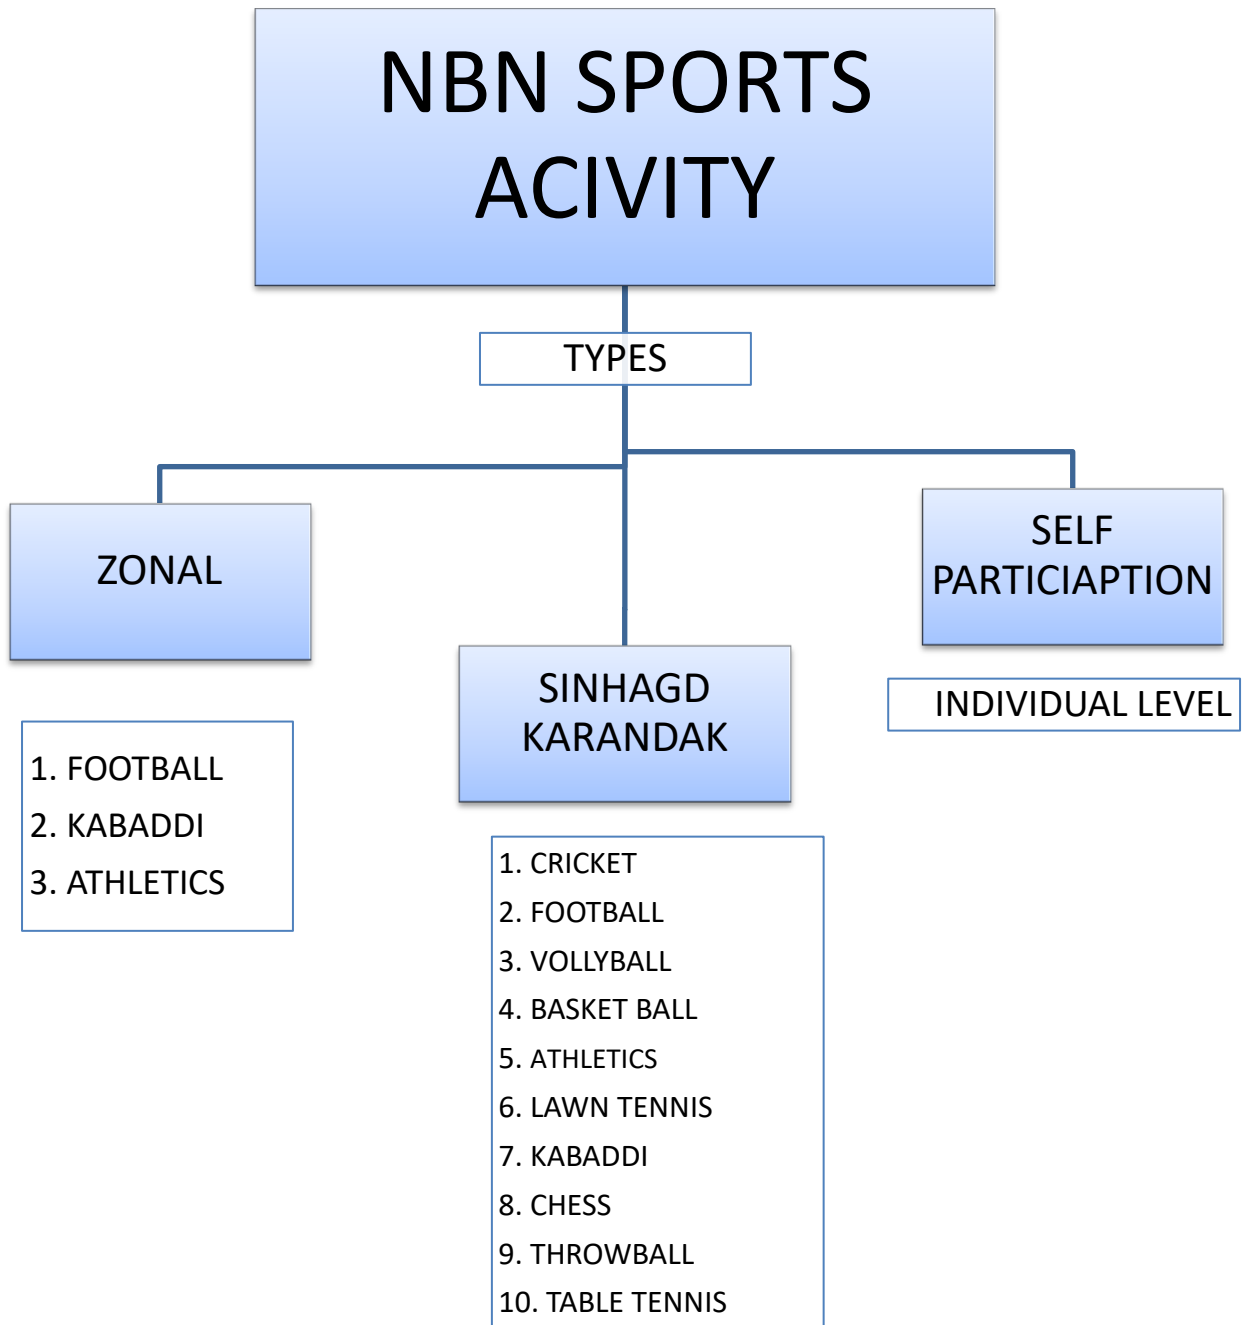 NBN SPORTS
ACIVITY
TYPES
ZONAL
1. FOOTBALL
2. KABADDI
3. ATHLETICS
SINHAGD
KARANDAK
1. CRICKET
2. FOOTBALL
3. VOLLYBALL
4. BASKET BALL
5. ATHLETICS
6. LAWN TENNIS
7. KABADDI
8. CHESS
9. THROWBALL
10. TABLE TENNIS
SELF
PARTICIAPTION
INDIVIDUAL LEVEL